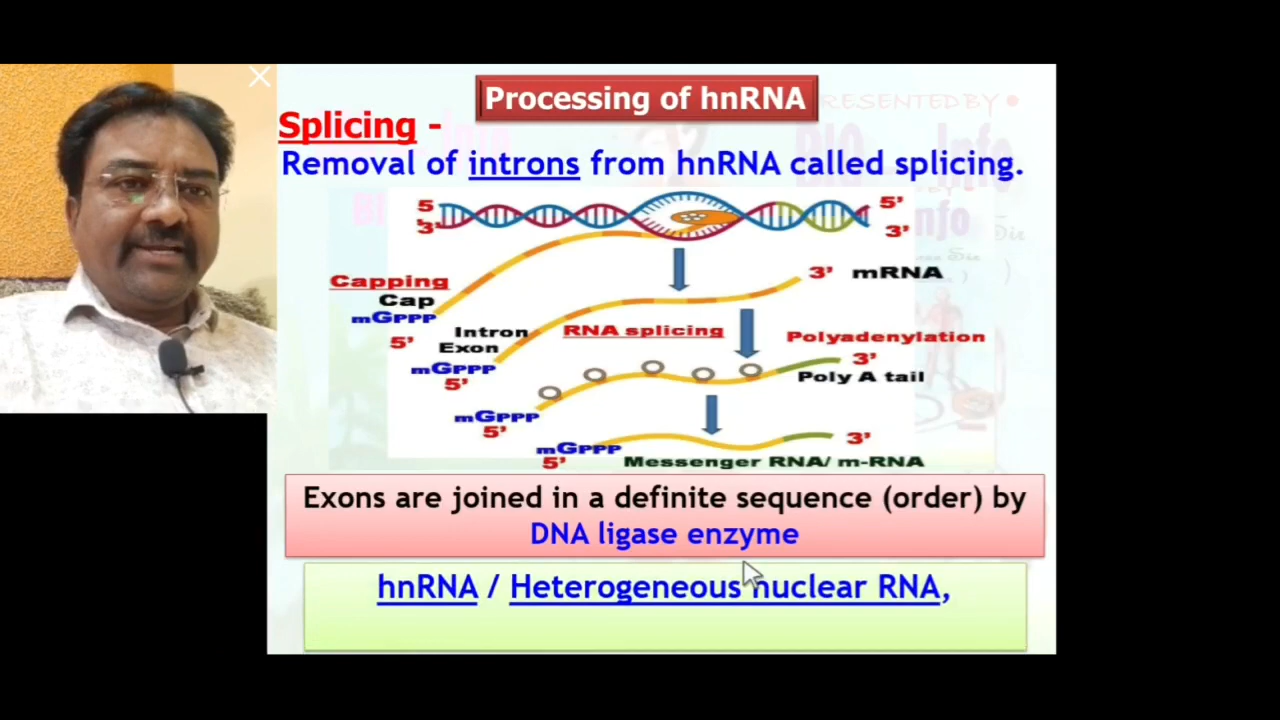 Processing of hnRNA
Splicing -
Removal of introns from hnRNA called splicing.
5 5'
3' 3'
Capping
Cap
mGPPP
5'
3' mRNA
Intron
Exon
RNA splicing
mGPPP
5'
Polyadenylation
3'
Poly A tail
mGPPP
5'
mGPPP
5'
3'
Messenger RNA/ m-RNA
Exons are joined in a definite sequence (order) by
DNA ligase enzyme
hnRNA / Heterogeneous nuclear RNA,